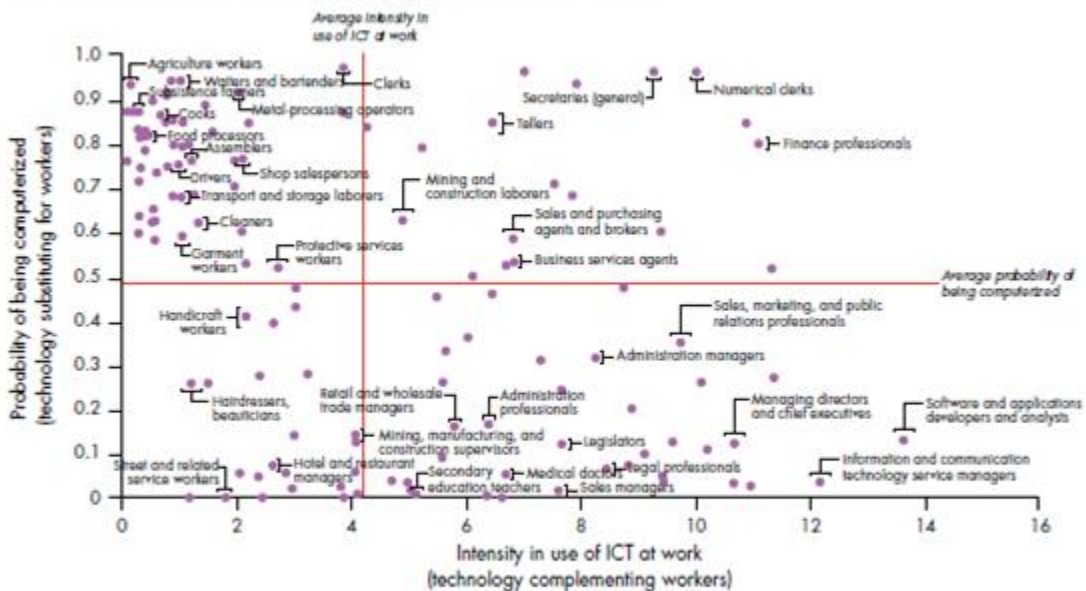 Average intensity in
use of ICT at work
Probability of being computerized
(technology substituting for workers)
1.0
0.9
0.8
0.7
0.6
0.5
0.4
0.3
0.2
0.1
0
Agriculture workers
Waiters and bartenders
Clerks
Subsistence farmers
Cooks
Metal-processing operators
Food processors
Assemblers
Drivers
Shop salespersons
Transport and storage laborers
Cleaners
Garment
workers
Protective services
workers
Secretaries (general)
Numerical clerks
Tellers
Finance professionals
Mining and
construction laborers
Sales and purchasing
agents and brokers
Business services agents
Average probability of
being computerized
Handicraft
workers
Sales, marketing, and public
relations professionals
Administration managers
Hairdressers,
beauticians
Retail and wholesale
trade managers
Administration
professionals
Managing directors
and chief executives
Software and applications
developers and analysts
Mining, manufacturing, and
construction supervisors
Legislators
Street and related
service workers
Hotel and restaurant
managers
Secondary
education teachers
Medical doctors
Legal professionals
Sales managers
Information and communication
technology service managers
0
2
4
6
8
10
12
14
16
Intensity in use of ICT at work
(technology complementing workers)